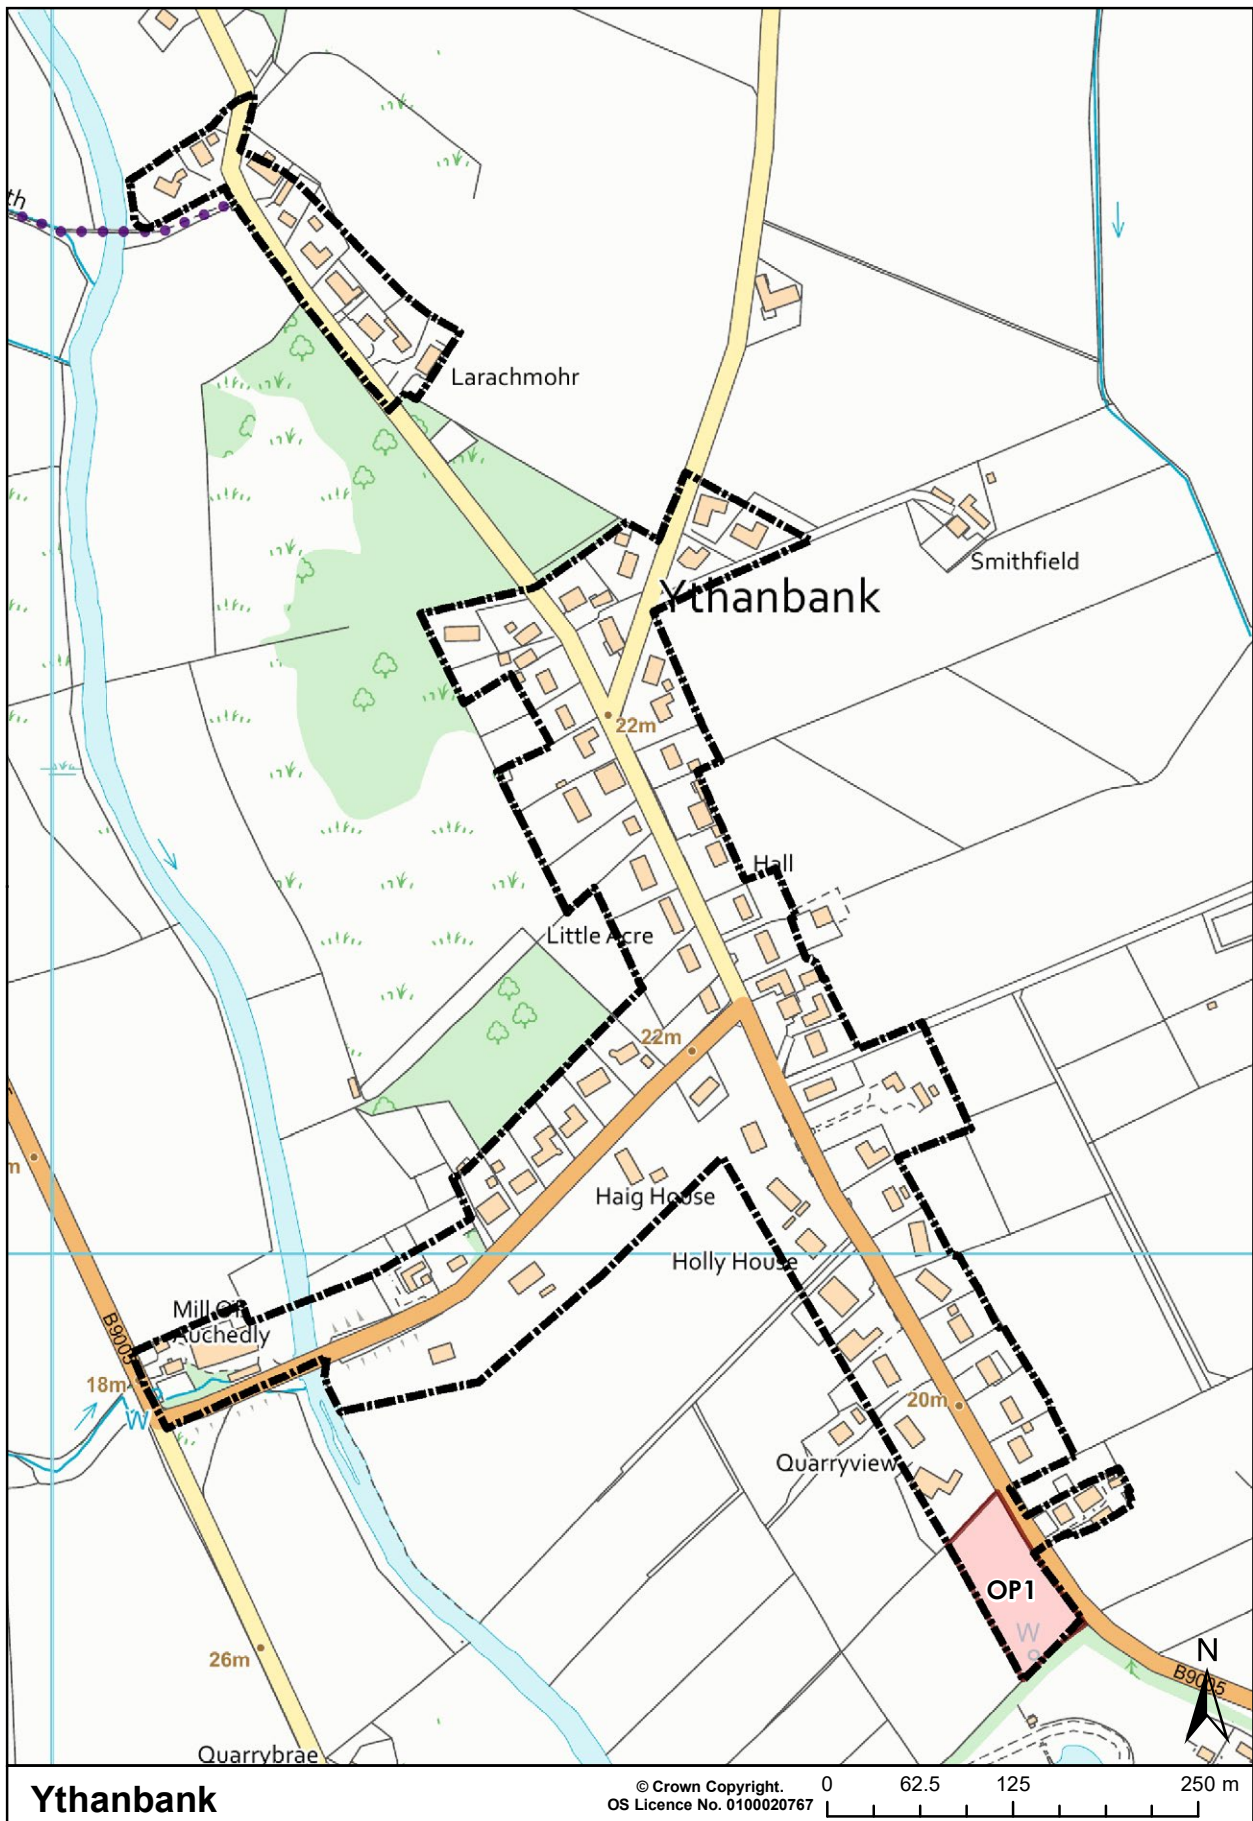 th
Larachmohr
Smithfield
Ythanbank
22m
Hall
Little Acre
22m
m
Haig House
Holly House
Mill Of
Auchedly
B9005
18m
W
20m
Quarryview
OP1
W
26m
N
B9005
Quarrybrae
Ythanbank
© Crown Copyright.
OS Licence No. 0100020767
0 62.5 125 250 m